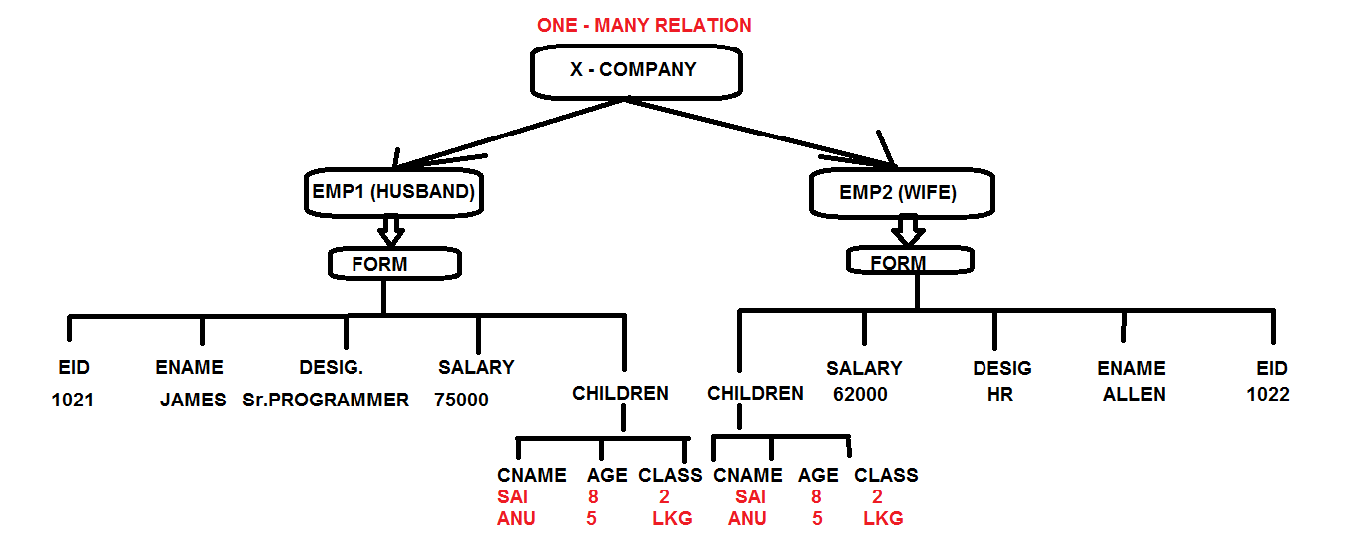 ONE - MANY RELATION
X - COMPANY
EMP1 (HUSBAND)
EMP2 (WIFE)
FORM
FORM
EID
ENAME
DESIG.
SALARY
1021
JAMES
Sr.PROGRAMMER
75000
CHILDREN
CHILDREN
SALARY
DESIG
ENAME
EID
62000
HR
ALLEN
1022
CNAME AGE CLASS
SAI 8 2
ANU 5 LKG
CNAME AGE CLASS
SAI 8 2
ANU 5 LKG